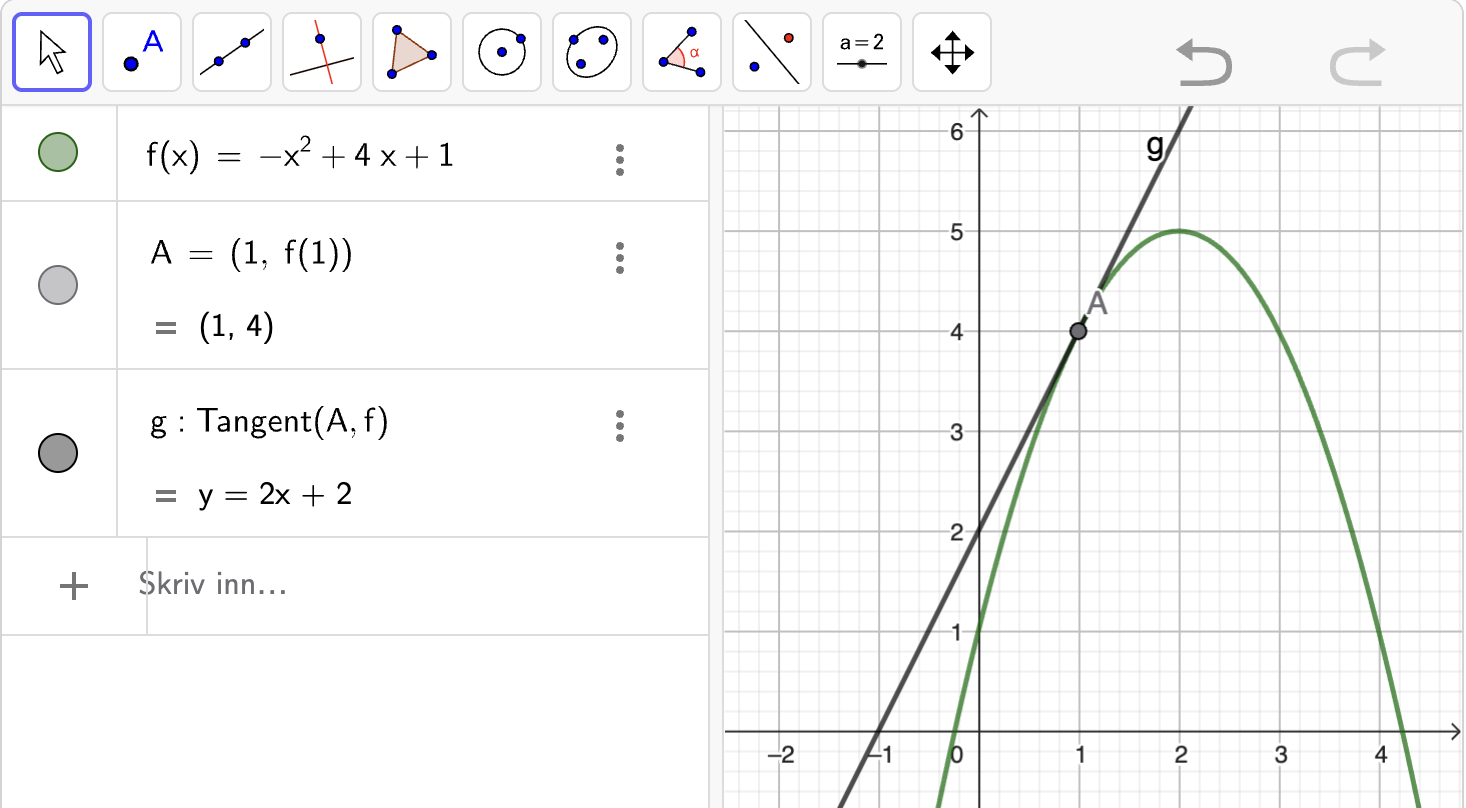 A
α
a=2
f(x) = −x² + 4 x + 1
A = (1, f(1))
= (1, 4)
g : Tangent(A, f)
= y = 2x + 2
+ Skriv inn…
g
A
6
5
4
3
2
1
−2 −1 0 1 2 3 4